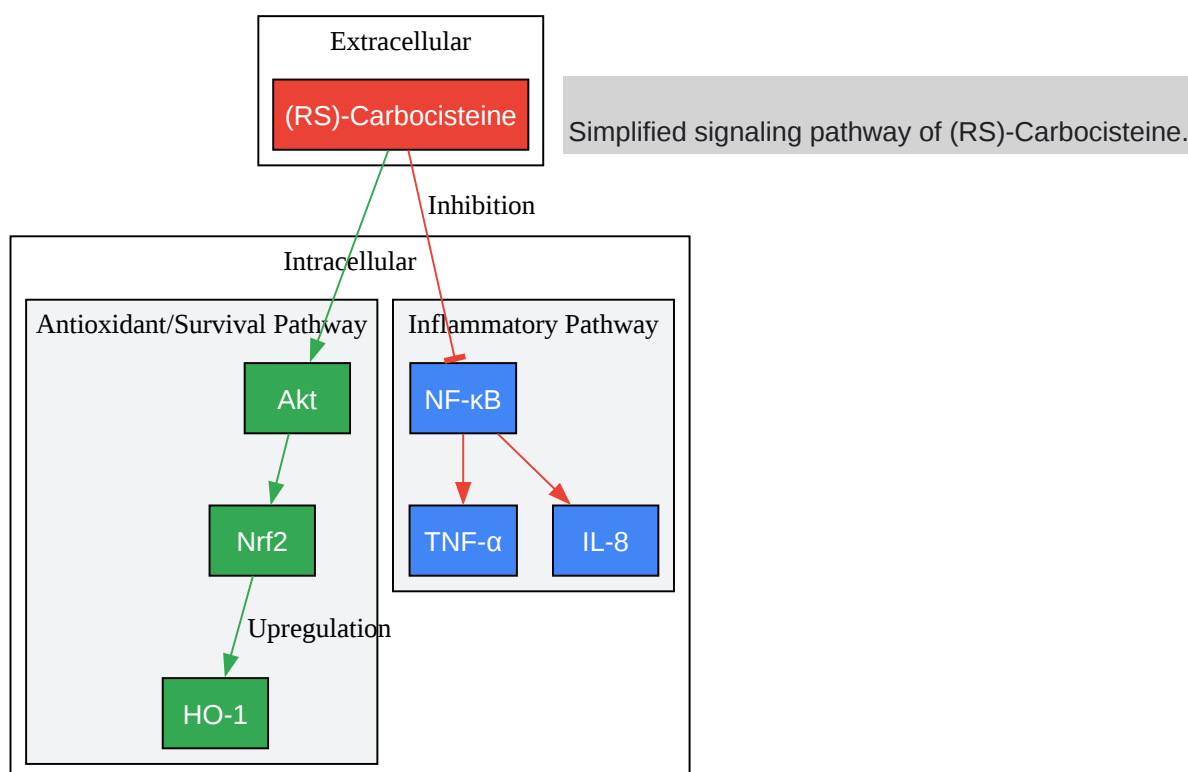 Extracellular
(RS)-Carbocisteine
Simplified signaling pathway of (RS)-Carbocisteine.
Inhibition
Intracellular
Antioxidant/Survival Pathway
Inflammatory Pathway
Akt
NF-κB
Nrf2
TNF-α
IL-8
Upregulation
HO-1